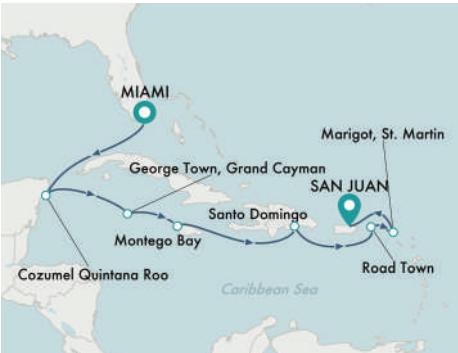 MIAMI
Marigot, St. Martin
George Town, Grand Cayman
SAN JUAN
Santo Domingo
Montego Bay
Road Town
Cozumel Quintana Roo
Caribbean Sea